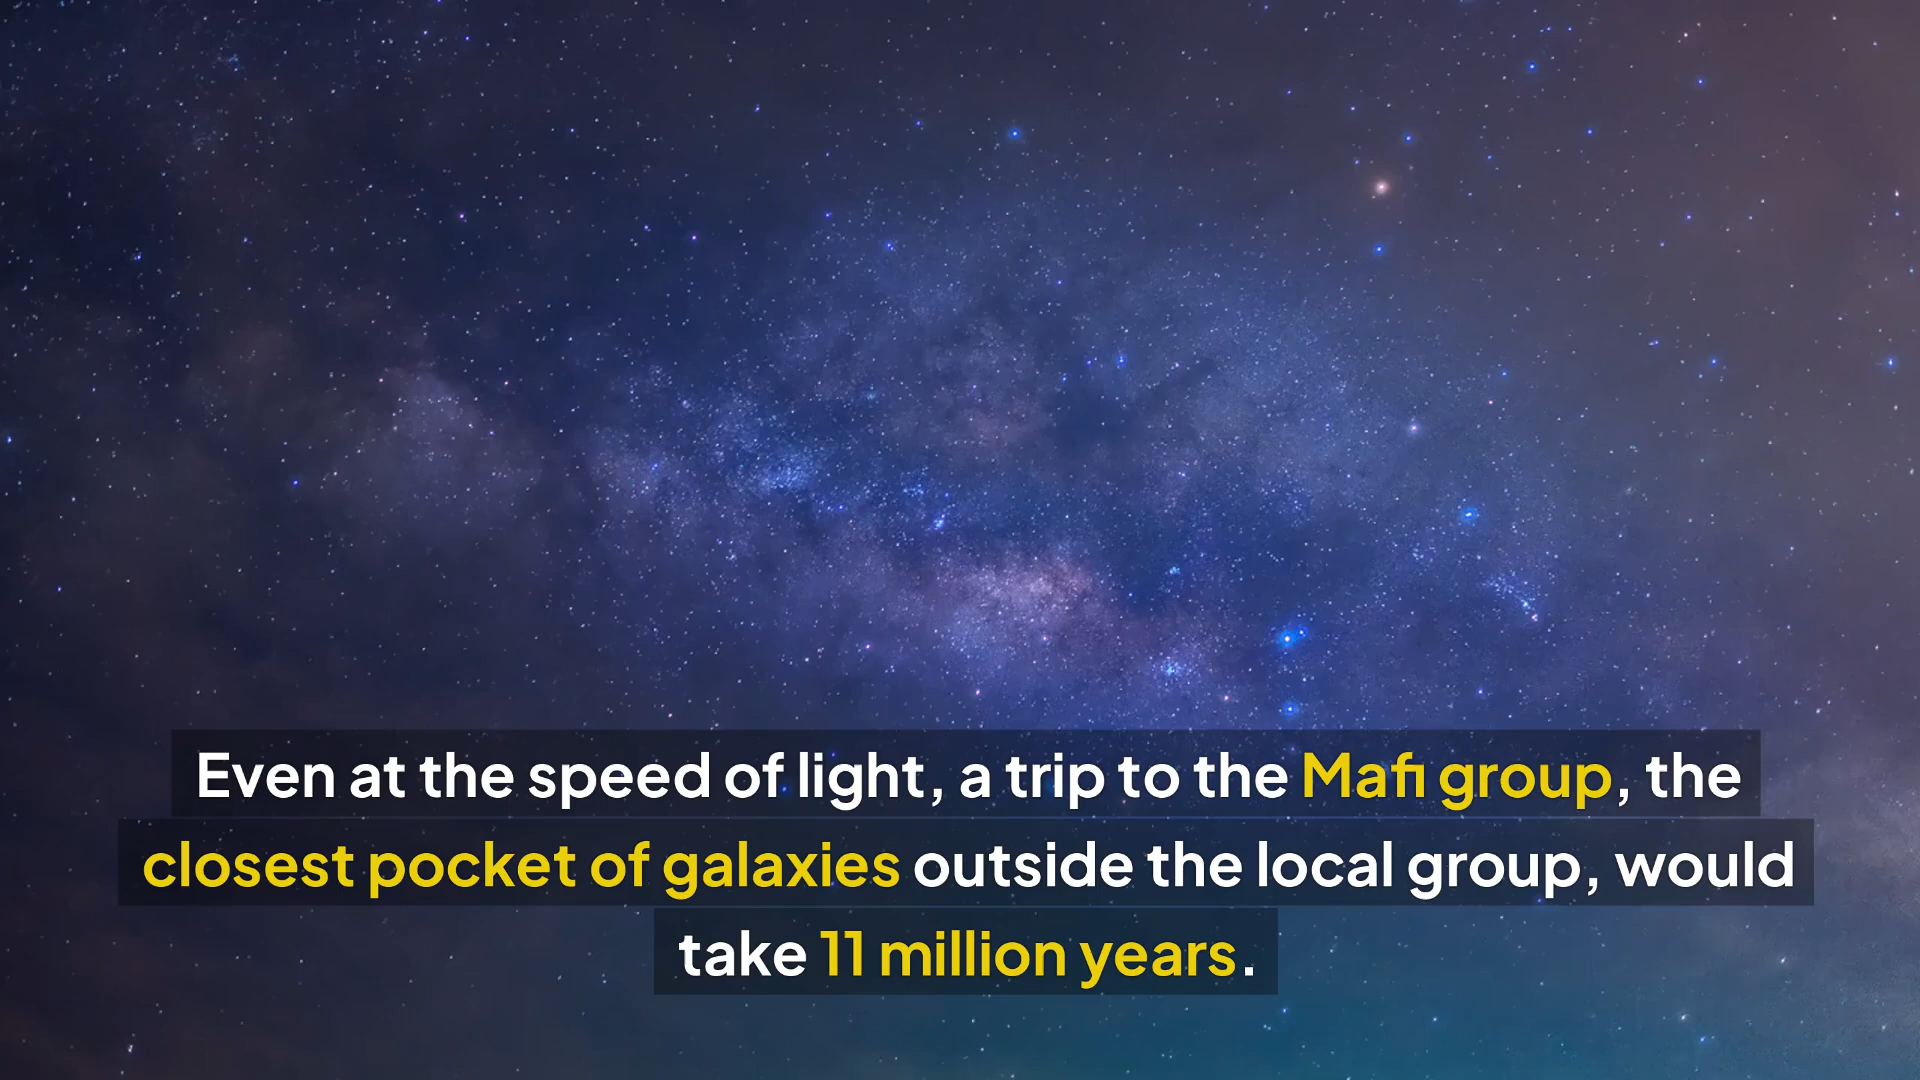 Even at the speed of light, a trip to the Mafi group, the
closest pocket of galaxies outside the local group, would
take 11 million years.